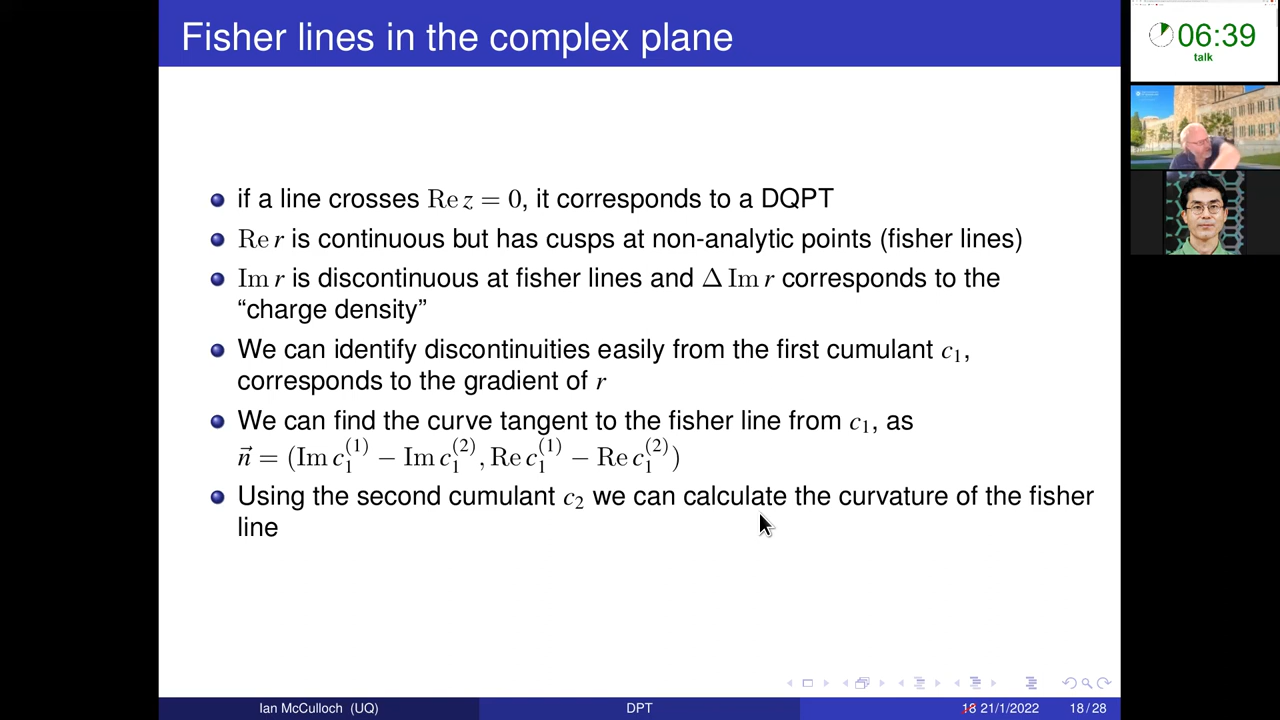 Fisher lines in the complex plane
if a line crosses Re z = 0, it corresponds to a DQPT
Re r is continuous but has cusps at non-analytic points (fisher lines)
Im r is discontinuous at fisher lines and Δ Im r corresponds to the
“charge density”
We can identify discontinuities easily from the first cumulant c₁,
corresponds to the gradient of r
We can find the curve tangent to the fisher line from c₁, as
n⃗ = (Im c₁⁽¹⁾ − Im c₁⁽²⁾, Re c₁⁽¹⁾ − Re c₁⁽²⁾)
Using the second cumulant c₂ we can calculate the curvature of the fisher
line
Ian McCulloch (UQ)
DPT
18 21/1/2022
18 / 28
06:39
talk